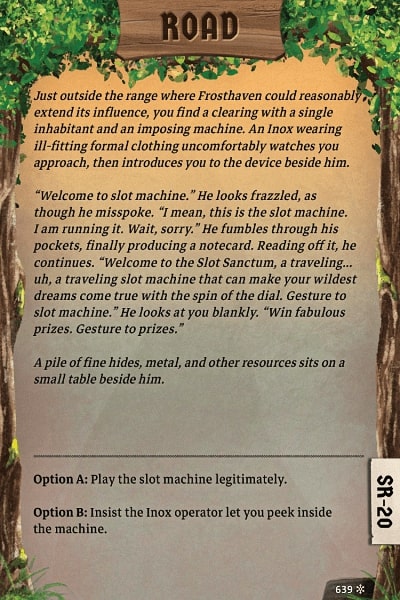 ROAD
Just outside the range where Frosthaven could reasonably
extend its influence, you find a clearing with a single
inhabitant and an imposing machine. An Inox wearing
ill-fitting formal clothing uncomfortably watches you
approach, then introduces you to the device beside him.
“Welcome to slot machine.” He looks frazzled, as
though he misspoke. “I mean, this is the slot machine.
I am running it. Wait, sorry.” He fumbles through his
pockets, finally producing a notecard. Reading off it, he
continues. “Welcome to the Slot Sanctum, a traveling...
uh, a traveling slot machine that can make your wildest
dreams come true with the spin of the dial. Gesture to
slot machine.” He looks at you blankly. “Win fabulous
prizes. Gesture to prizes.”
A pile of fine hides, metal, and other resources sits on a
small table beside him.
Option A: Play the slot machine legitimately.
Option B: Insist the Inox operator let you peek inside
the machine.
SR-20
639